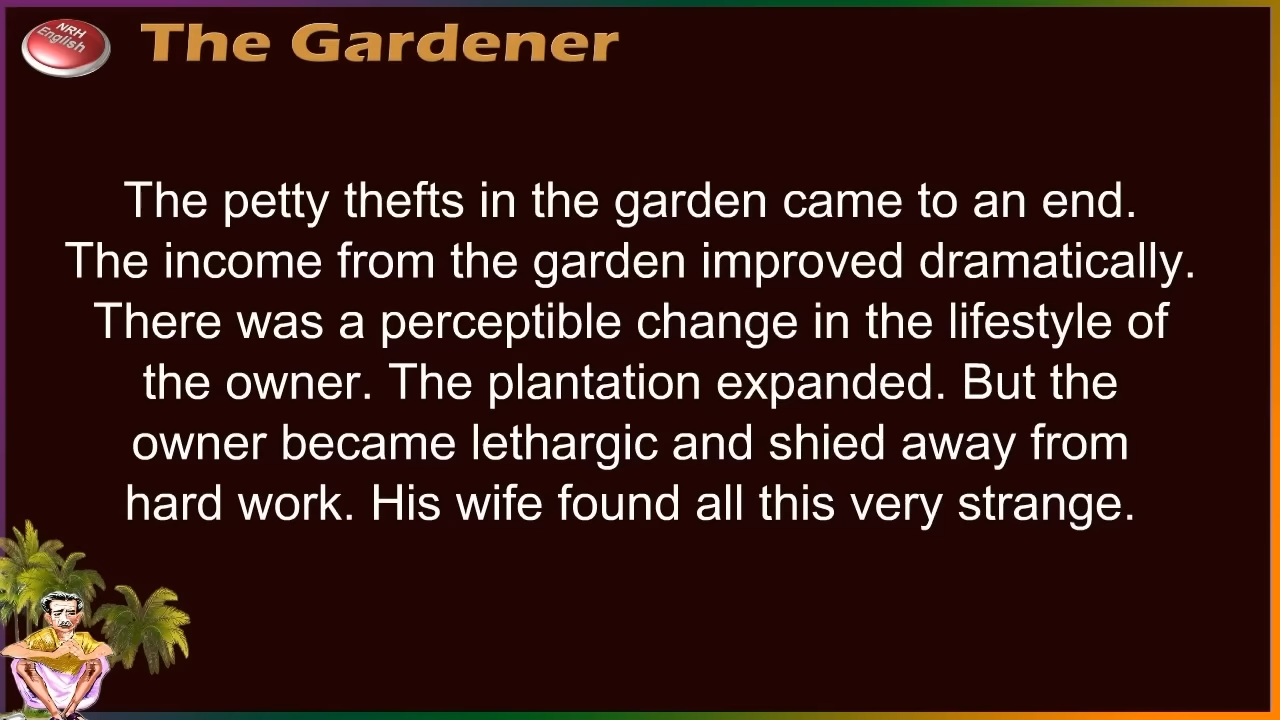 NRH
English
The Gardener
The petty thefts in the garden came to an end.
The income from the garden improved dramatically.
There was a perceptible change in the lifestyle of
the owner. The plantation expanded. But the
owner became lethargic and shied away from
hard work. His wife found all this very strange.